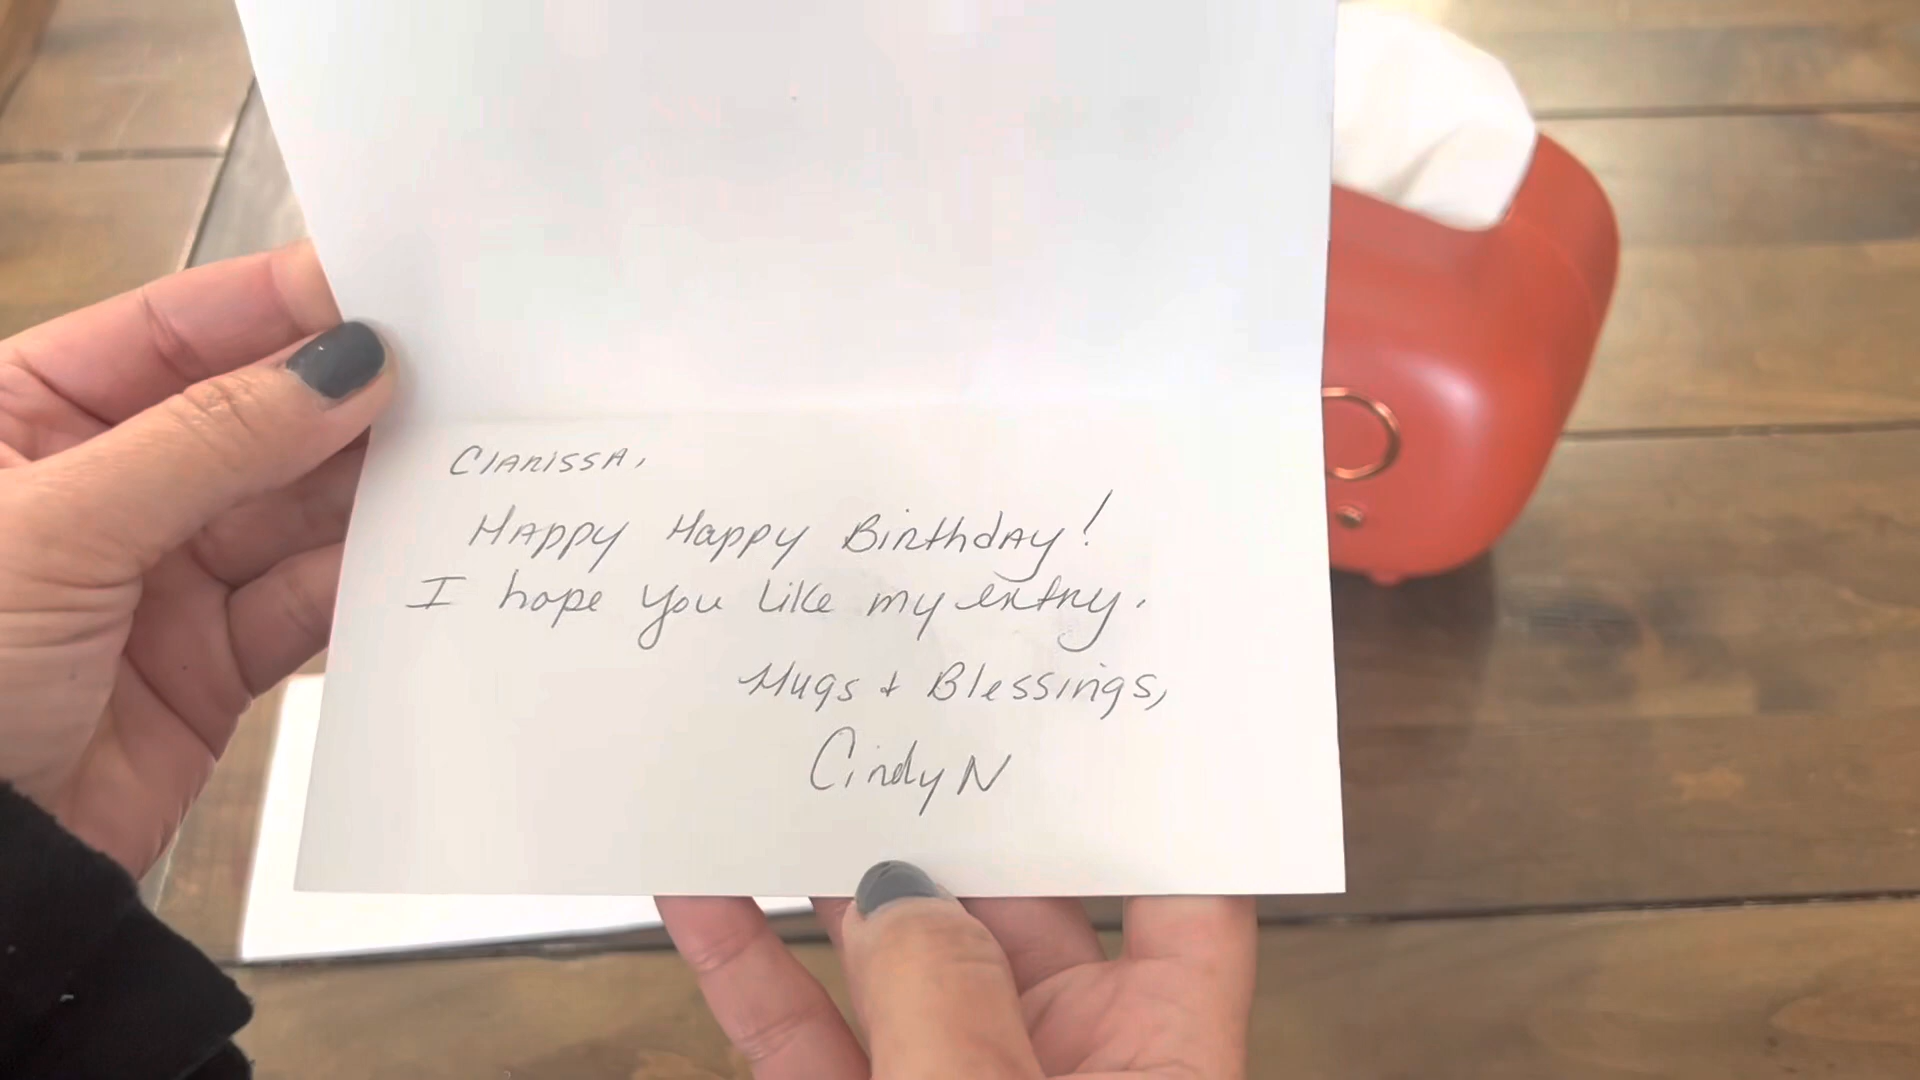 Clarissa,
Happy Happy Birthday!
I hope you like my entry.
Hugs + Blessings,
Cindy N